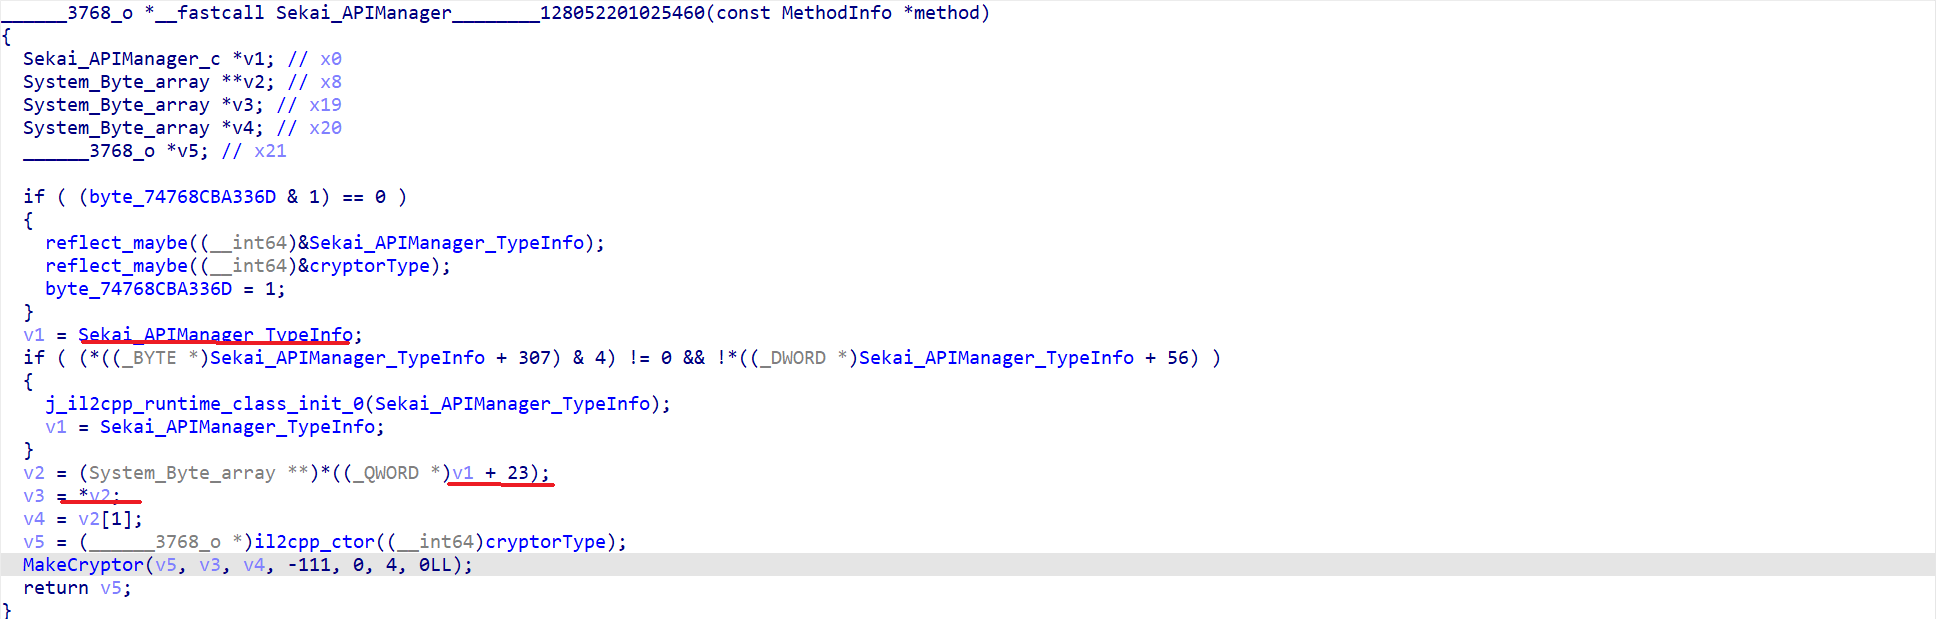 ______3768_o *__fastcall Sekai_APIManager________128052201025460(const MethodInfo *method)
{
  Sekai_APIManager_c *v1; // x0
  System_Byte_array **v2; // x8
  System_Byte_array *v3; // x19
  System_Byte_array *v4; // x20
  ______3768_o *v5; // x21

  if ( (byte_74768CBA336D & 1) == 0 )
  {
    reflect_maybe((__int64)&Sekai_APIManager_TypeInfo);
    reflect_maybe((__int64)&cryptorType);
    byte_74768CBA336D = 1;
  }
  v1 = Sekai_APIManager_TypeInfo;
  if ( (*((_BYTE *)Sekai_APIManager_TypeInfo + 307) & 4) != 0 && !*((_DWORD *)Sekai_APIManager_TypeInfo + 56) )
  {
    j_il2cpp_runtime_class_init_0(Sekai_APIManager_TypeInfo);
    v1 = Sekai_APIManager_TypeInfo;
  }
  v2 = (System_Byte_array **)*((_QWORD *)v1 + 23);
  v3 = *v2;
  v4 = v2[1];
  v5 = (______3768_o *)il2cpp_ctor((__int64)cryptorType);
  MakeCryptor(v5, v3, v4, -111, 0, 4, 0LL);
  return v5;
}